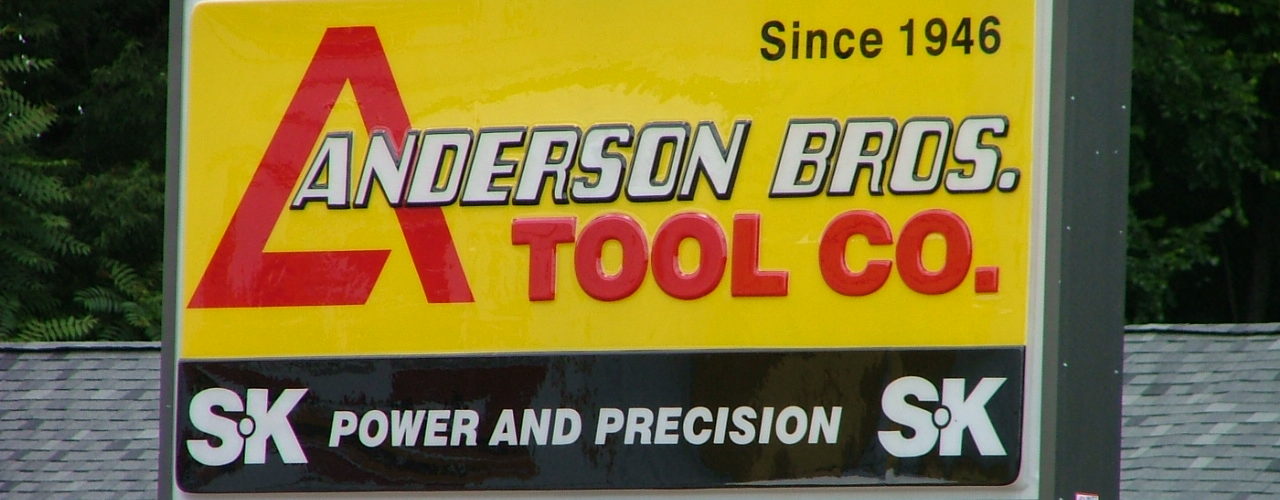 Since 1946
ANDERSON BROS.
TOOL CO.
SK POWER AND PRECISION SK